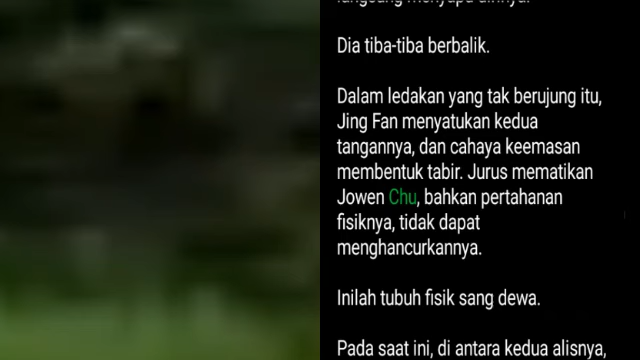 Dia tiba-tiba berbalik.
Dalam ledakan yang tak berujung itu,
Jing Fan menyatukan kedua
tangannya, dan cahaya keemasan
membentuk tabir. Jurus mematikan
Jowen Chu, bahkan pertahanan
fisiknya, tidak dapat
menghancurkannya.
Inilah tubuh fisik sang dewa.
Pada saat ini, di antara kedua alisnya,